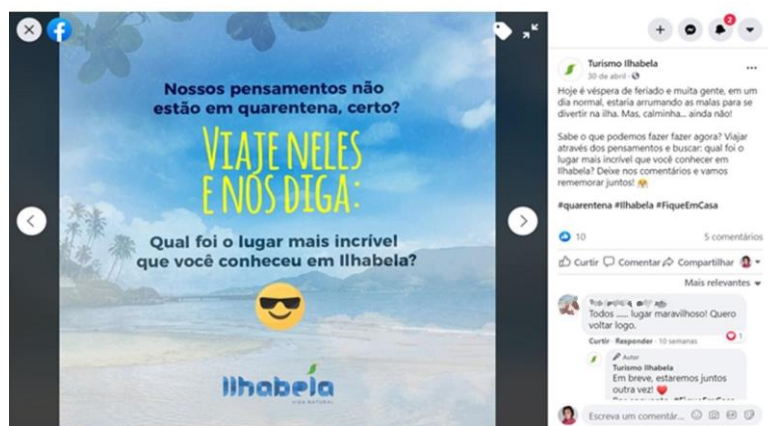 Nossos pensamentos não
estão em quarentena, certo?
VIAJE NELES
E NOS DIGA:
Qual foi o lugar mais incrível
que você conheceu em Ilhabela?
Ilhabela
2
Turismo Ilhabela
30 de abril ·
Hoje é véspera de feriado e muita gente, em um
dia normal, estaria arrumando as malas para se
divertir na ilha. Mas, calminha... ainda não!
Sabe o que podemos fazer fazer agora? Viajar
através dos pensamentos e buscar: qual foi o
lugar mais incrível que você conhecer em
Ilhabela? Deixe nos comentários e vamos
rememorar juntos!
#quarentena #Ilhabela #FiqueEmCasa
10
5 comentários
Curtir Comentar Compartilhar
Mais relevantes
Todos ..... lugar maravilhoso! Quero
voltar logo.
1
Curtir · Responder · 10 semanas
Autor
Turismo Ilhabela
Em breve, estaremos juntos
outra vez!
Escreva um comentár...